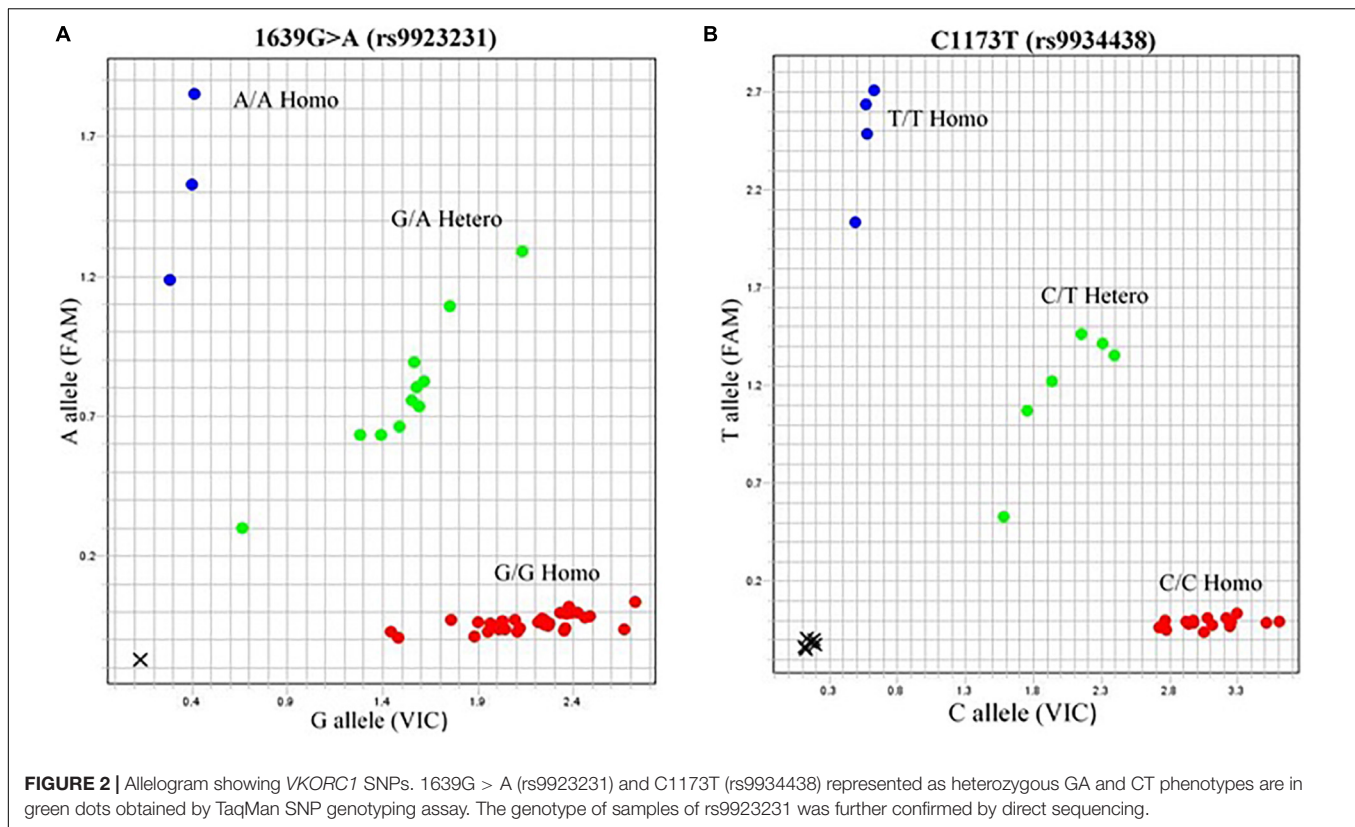 A
1639G>A (rs9923231)
A/A Homo
G/A Hetero
G/G Homo
1.7
1.2
0.7
0.2
A allele (FAM)
0.4 0.9 1.4 1.9 2.4
G allele (VIC)
B
C1173T (rs9934438)
T/T Homo
C/T Hetero
C/C Homo
2.7
2.2
1.7
1.2
0.7
0.2
T allele (FAM)
0.3 0.8 1.3 1.8 2.3 2.8 3.3
C allele (VIC)
FIGURE 2 | Allelogram showing VKORC1 SNPs. 1639G > A (rs9923231) and C1173T (rs9934438) represented as heterozygous GA and CT phenotypes are in
green dots obtained by TaqMan SNP genotyping assay. The genotype of samples of rs9923231 was further confirmed by direct sequencing.